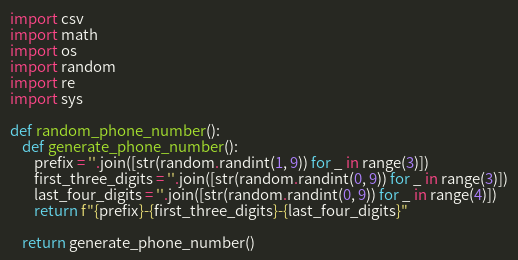 import csv
import math
import os
import random
import re
import sys
def random_phone_number():
def generate_phone_number():
prefix = ''.join([str(random.randint(1, 9)) for _ in range(3)])
first_three_digits = ''.join([str(random.randint(0, 9)) for _ in range(3)])
last_four_digits = ''.join([str(random.randint(0, 9)) for _ in range(4)])
return f"{prefix}-{first_three_digits}-{last_four_digits}"
return generate_phone_number()